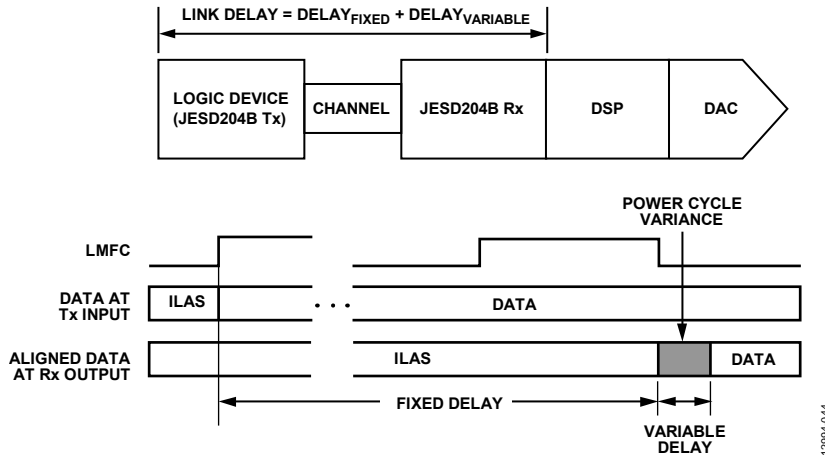 LINK DELAY = DELAYFIXED + DELAYVARIABLE
LOGIC DEVICE
(JESD204B Tx)
CHANNEL
JESD204B Rx
DSP
DAC
POWER CYCLE
VARIANCE
LMFC
DATA AT
Tx INPUT
ILAS
DATA
ALIGNED DATA
AT Rx OUTPUT
ILAS
DATA
FIXED DELAY
VARIABLE
DELAY